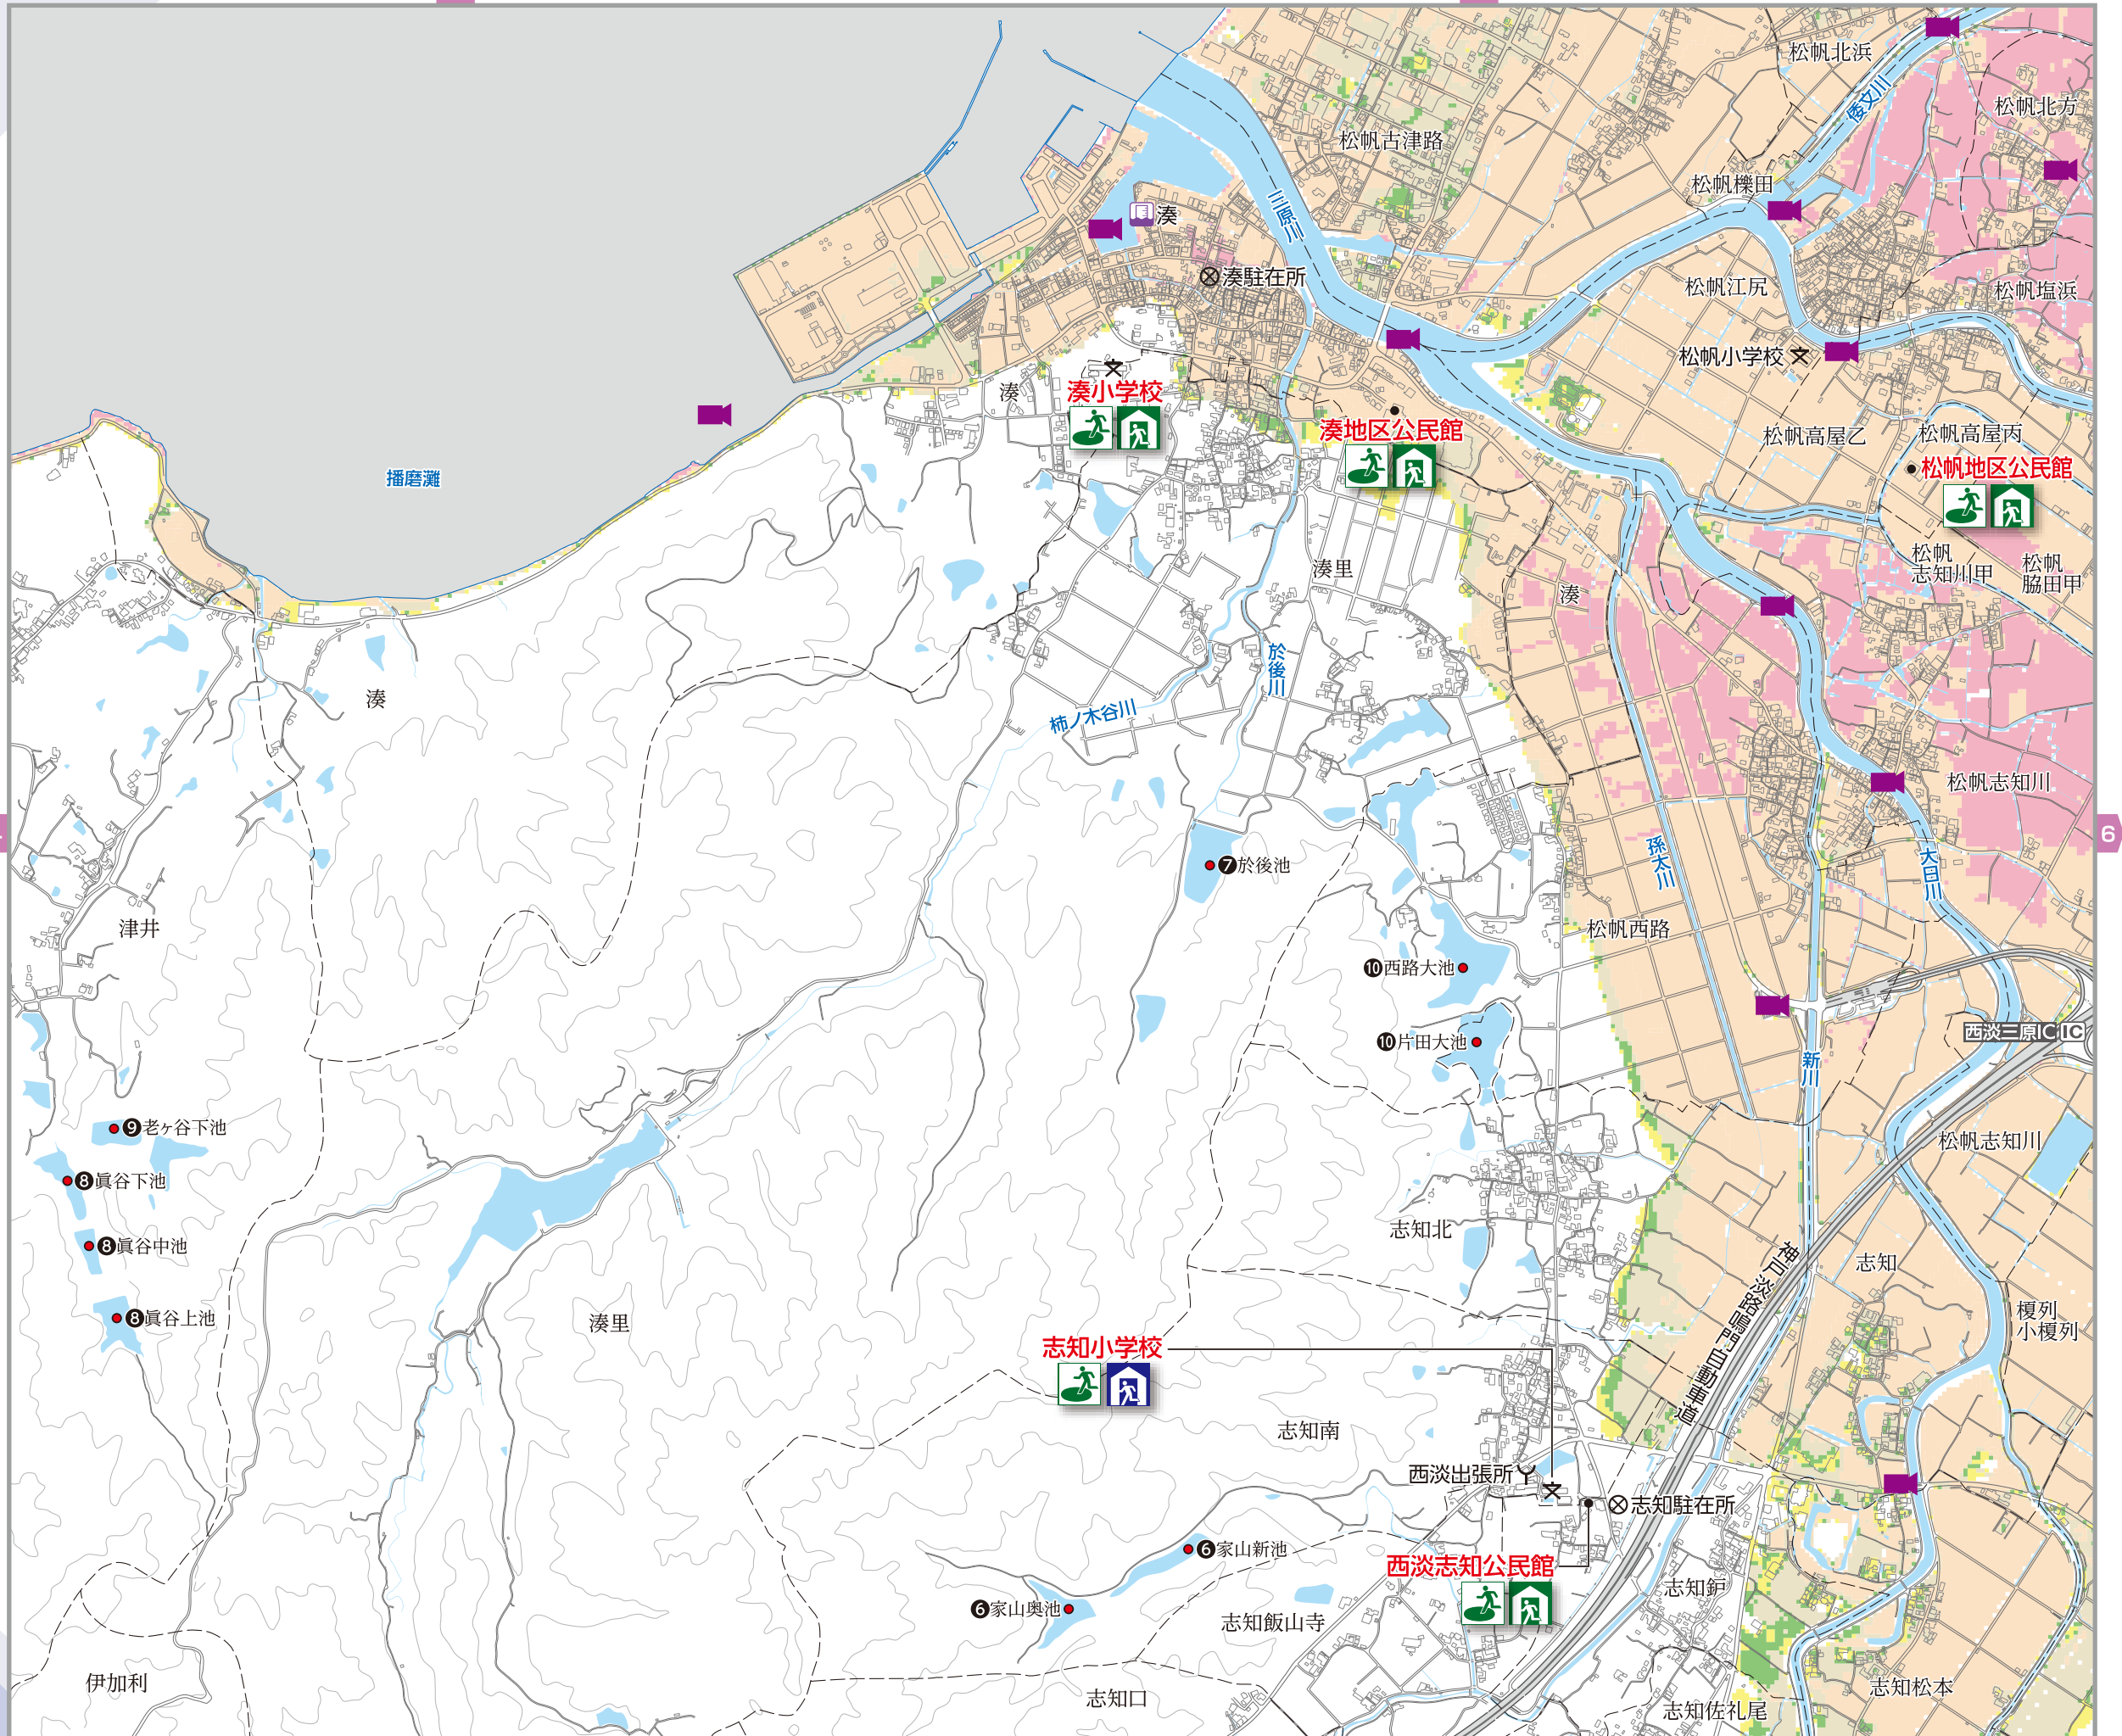 松帆北浜
倭文川
松帆北方
松帆古津路
松帆櫟田
三原川
湊
湊駐在所
松帆江尻
松帆塩浜
松帆小学校
湊
湊小学校
湊地区公民館
松帆高屋乙
松帆高屋丙
松帆地区公民館
播磨灘
湊里
湊
松帆
志知川甲
松帆
脇田甲
於後川
柿ノ木谷川
湊
松帆志知川
6
孫太川
大日川
❼於後池
津井
松帆西路
❿西路大池
❿片田大池
西淡三原IC IC
新川
❾老ヶ谷下池
松帆志知川
❽眞谷下池
志知北
❽眞谷中池
神戸淡路鳴門自動車道
志知
❽眞谷上池
湊里
榎列
小榎列
志知小学校
志知南
西淡出張所
志知駐在所
❻家山新池
西淡志知公民館
志知鈩
❻家山奥池
志知飯山寺
伊加利
志知口
志知松本
志知佐礼尾